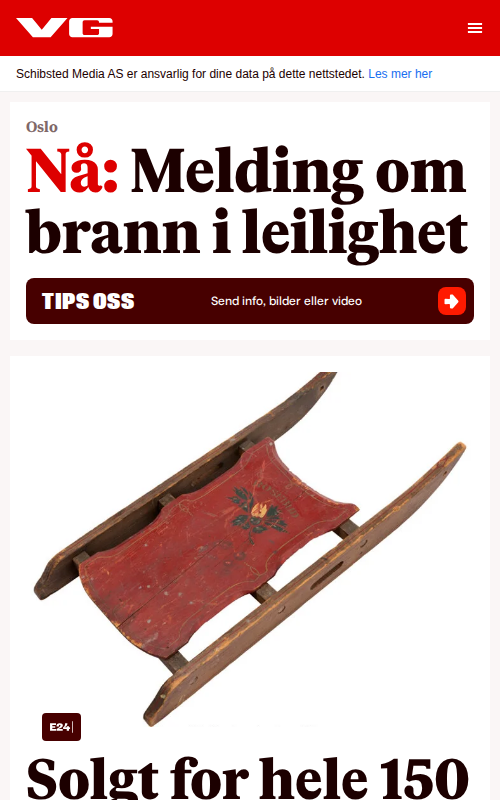 VG
Schibsted Media AS er ansvarlig for dine data på dette nettstedet. Les mer her
Oslo
Nå: Melding om
brann i leilighet
TIPS OSS
Send info, bilder eller video
E24
Solgt for hele 150